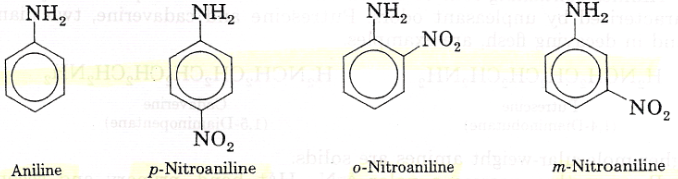 NH₂ NH₂ NH₂ NH₂
NO₂
NO₂
NO₂
Aniline p-Nitroaniline o-Nitroaniline m-Nitroaniline